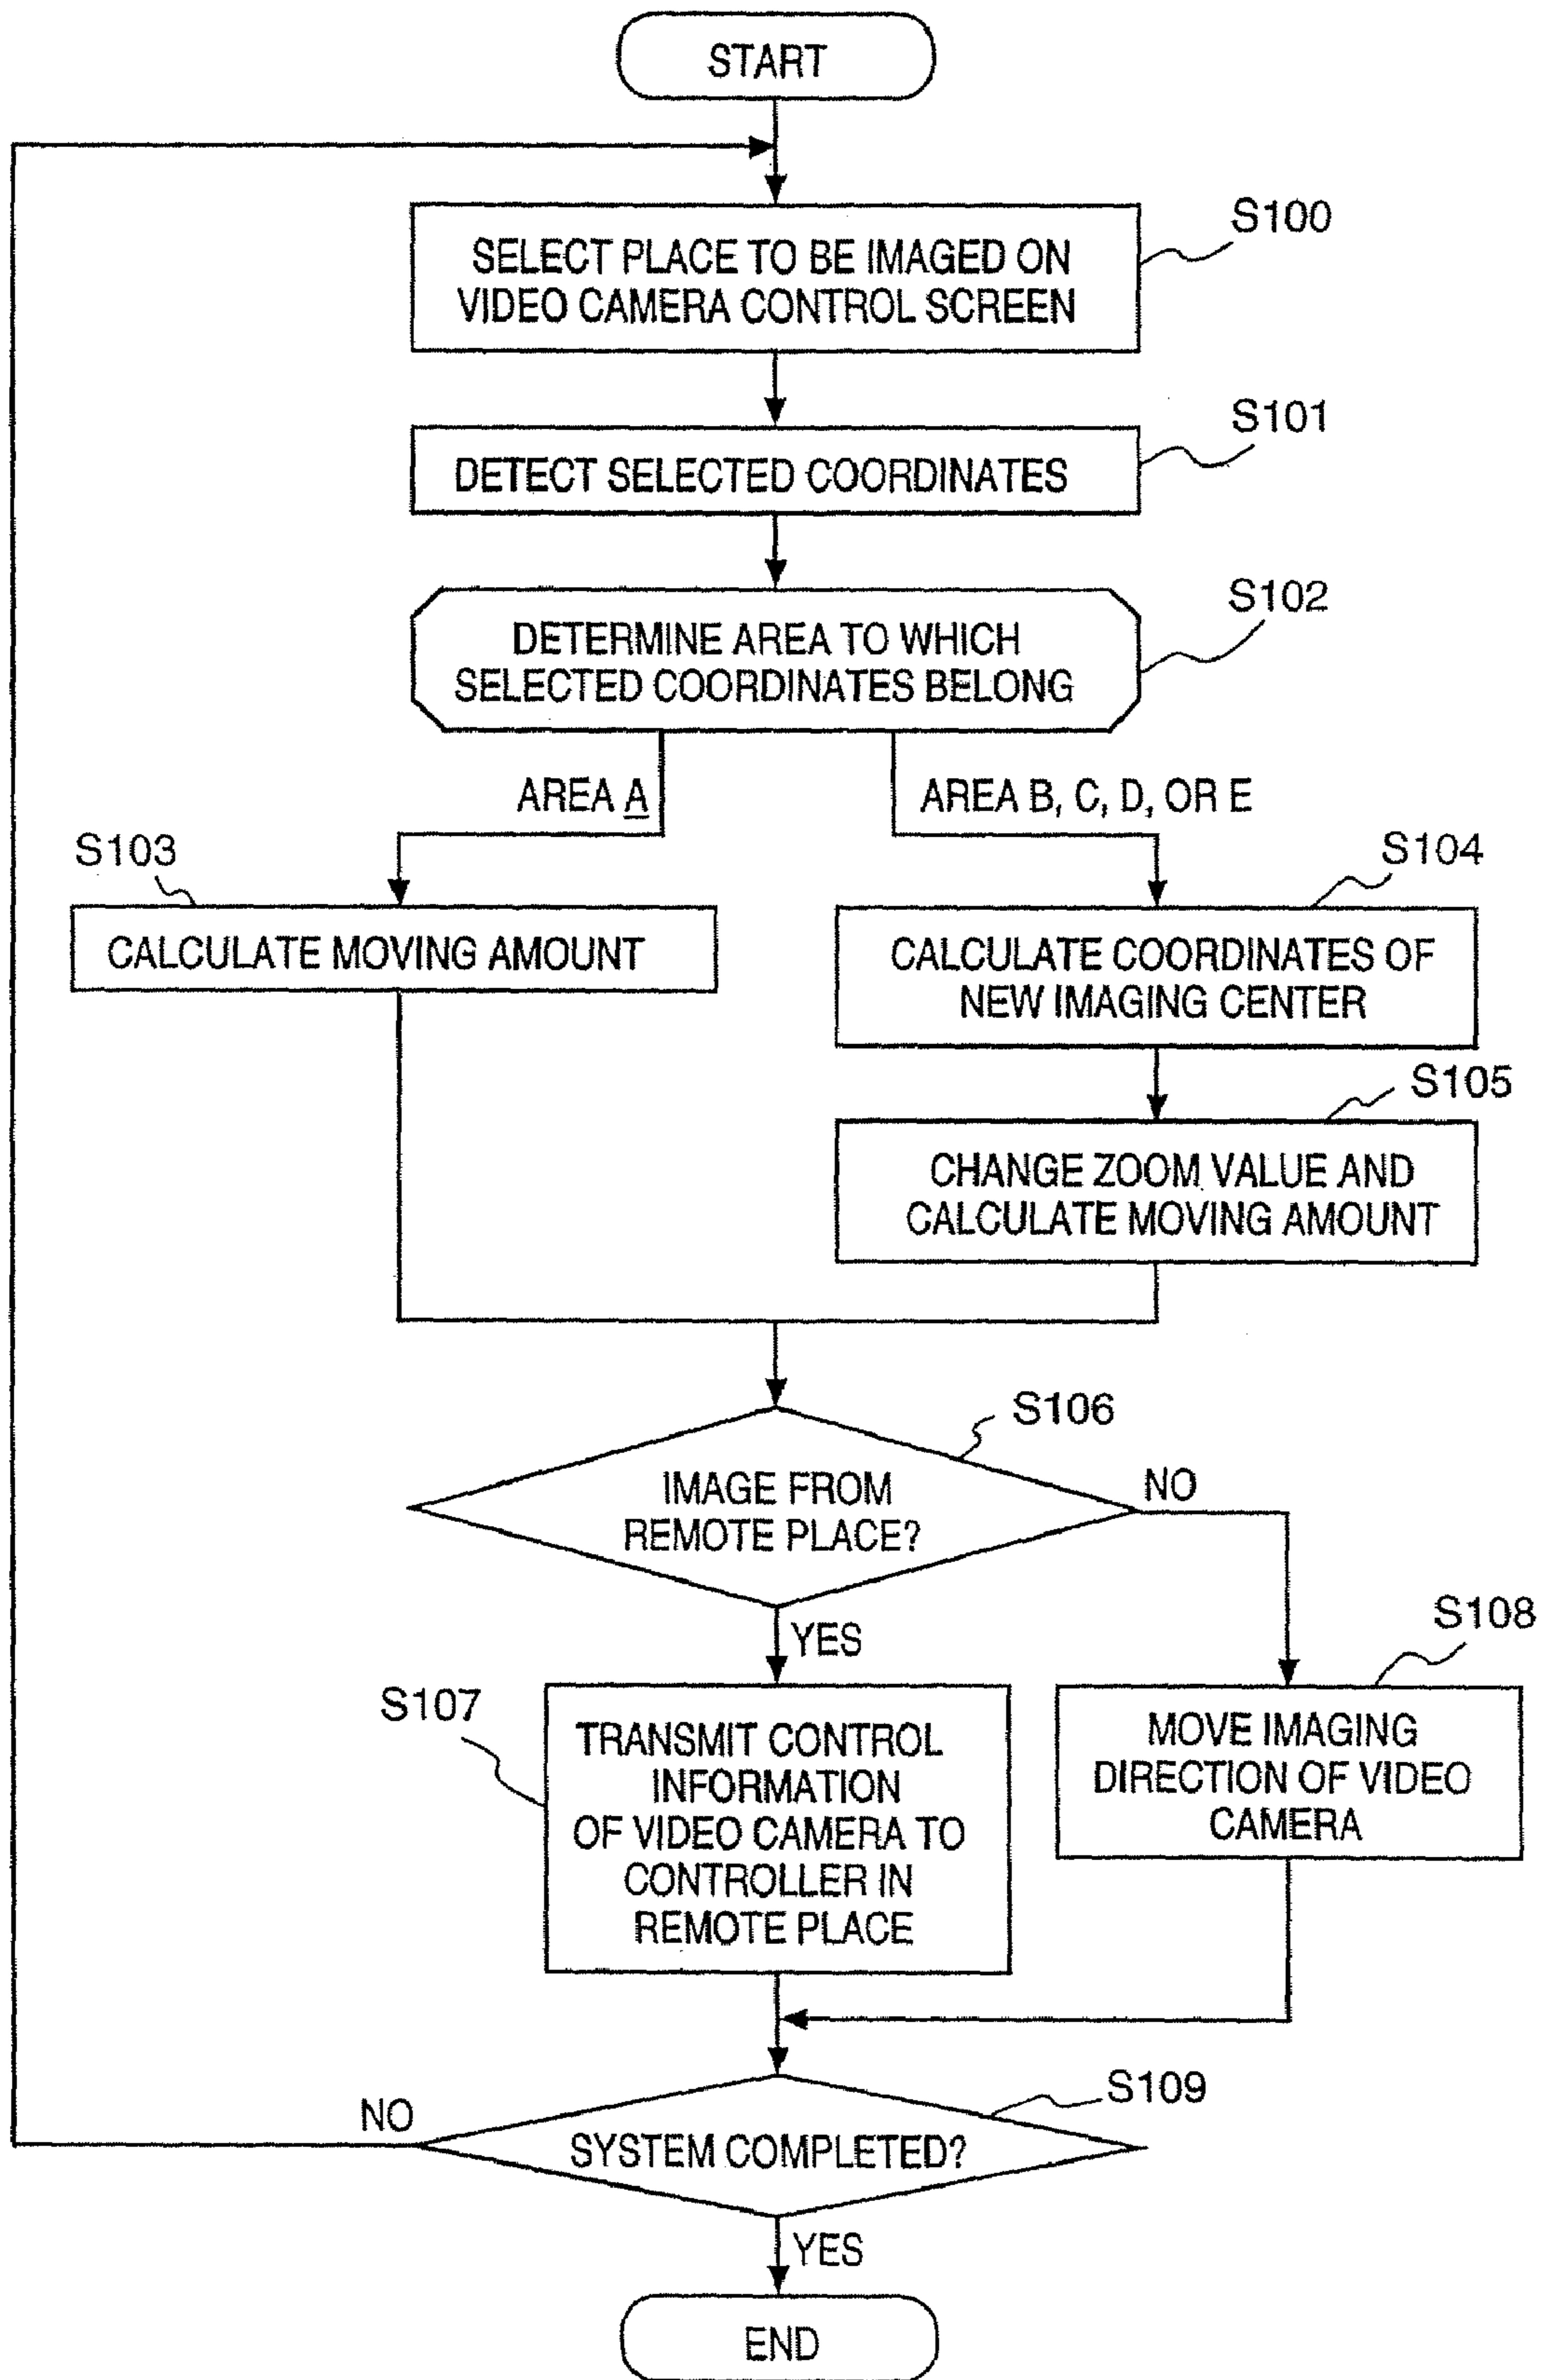 START
S100
SELECT PLACE TO BE IMAGED ON
VIDEO CAMERA CONTROL SCREEN
S101
DETECT SELECTED COORDINATES
S102
DETERMINE AREA TO WHICH
SELECTED COORDINATES BELONG
AREA A
AREA B, C, D, OR E
S103
CALCULATE MOVING AMOUNT
S104
CALCULATE COORDINATES OF
NEW IMAGING CENTER
S105
CHANGE ZOOM VALUE AND
CALCULATE MOVING AMOUNT
S106
IMAGE FROM
REMOTE PLACE?
NO
YES
S107
TRANSMIT CONTROL
INFORMATION
OF VIDEO CAMERA TO
CONTROLLER IN
REMOTE PLACE
S108
MOVE IMAGING
DIRECTION OF VIDEO
CAMERA
S109
NO
SYSTEM COMPLETED?
YES
END